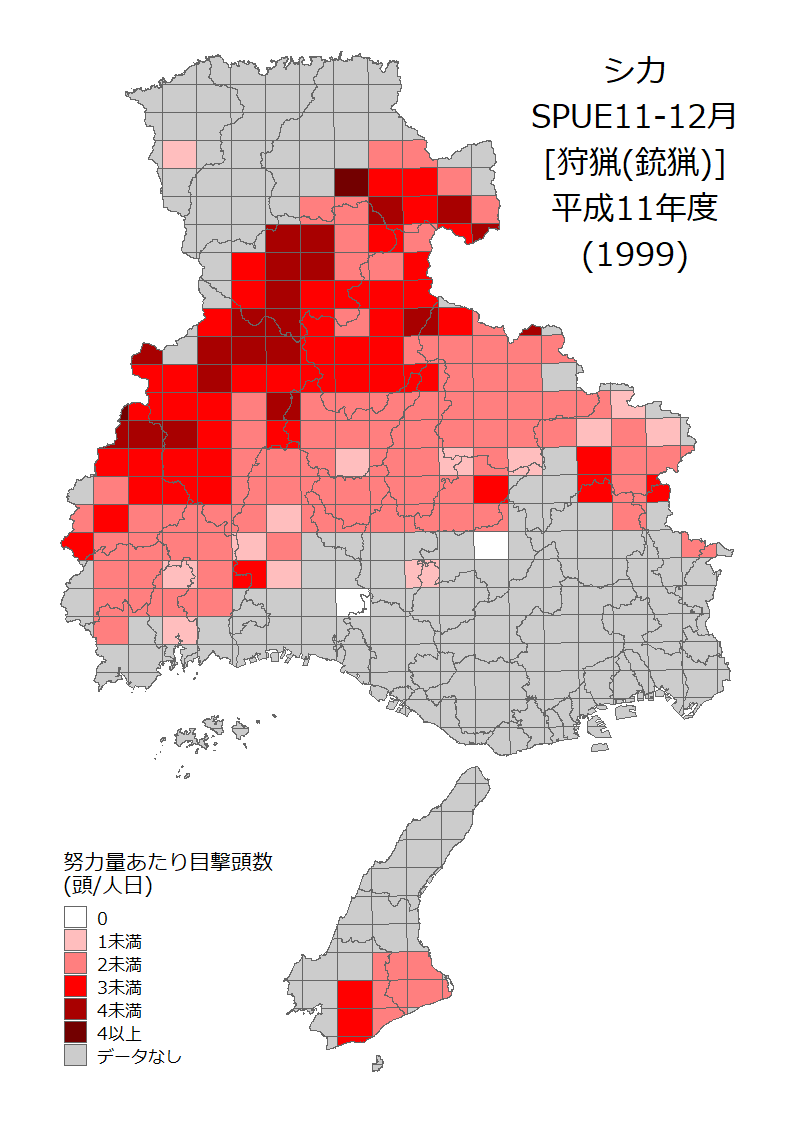 シカ
SPUE11-12月
[狩猟(銃猟)]
平成11年度
(1999)
努力量あたり目撃頭数
(頭/人日)
0
1未満
2未満
3未満
4未満
4以上
データなし